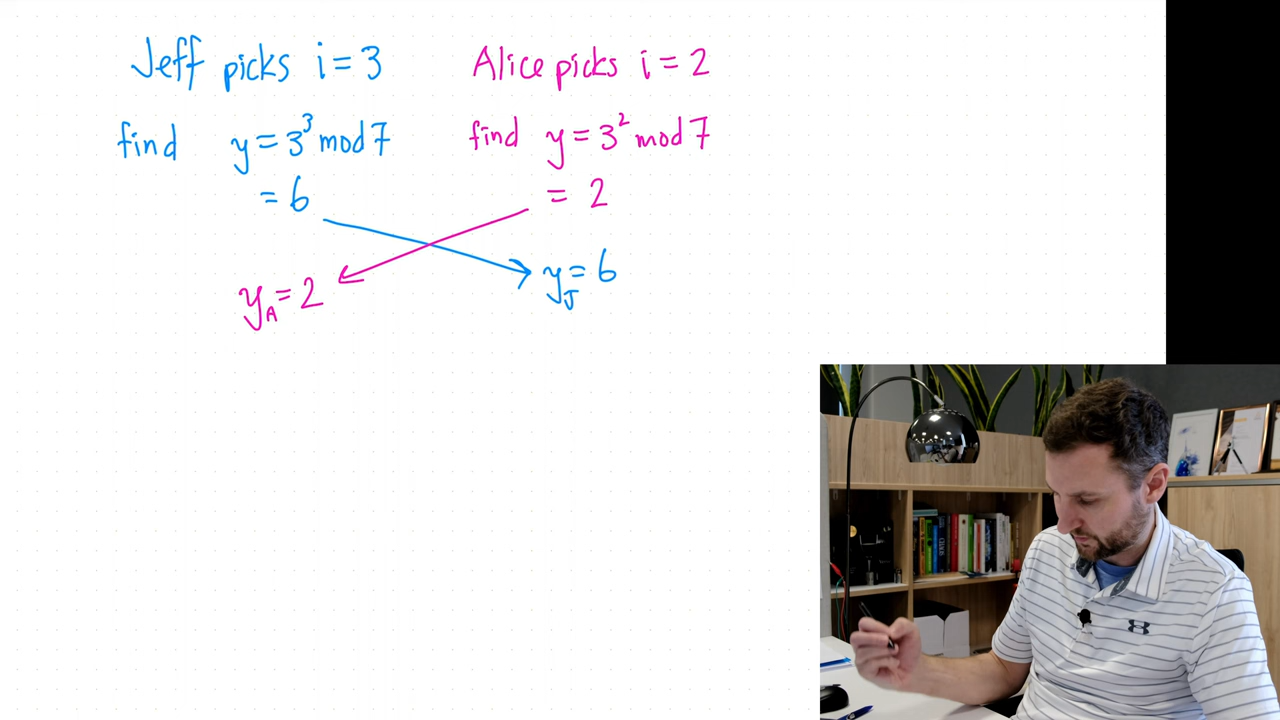 Jeff picks i = 3
find y = 3³ mod 7
= 6
y_A = 2
Alice picks i = 2
find y = 3² mod 7
= 2
y_J = 6